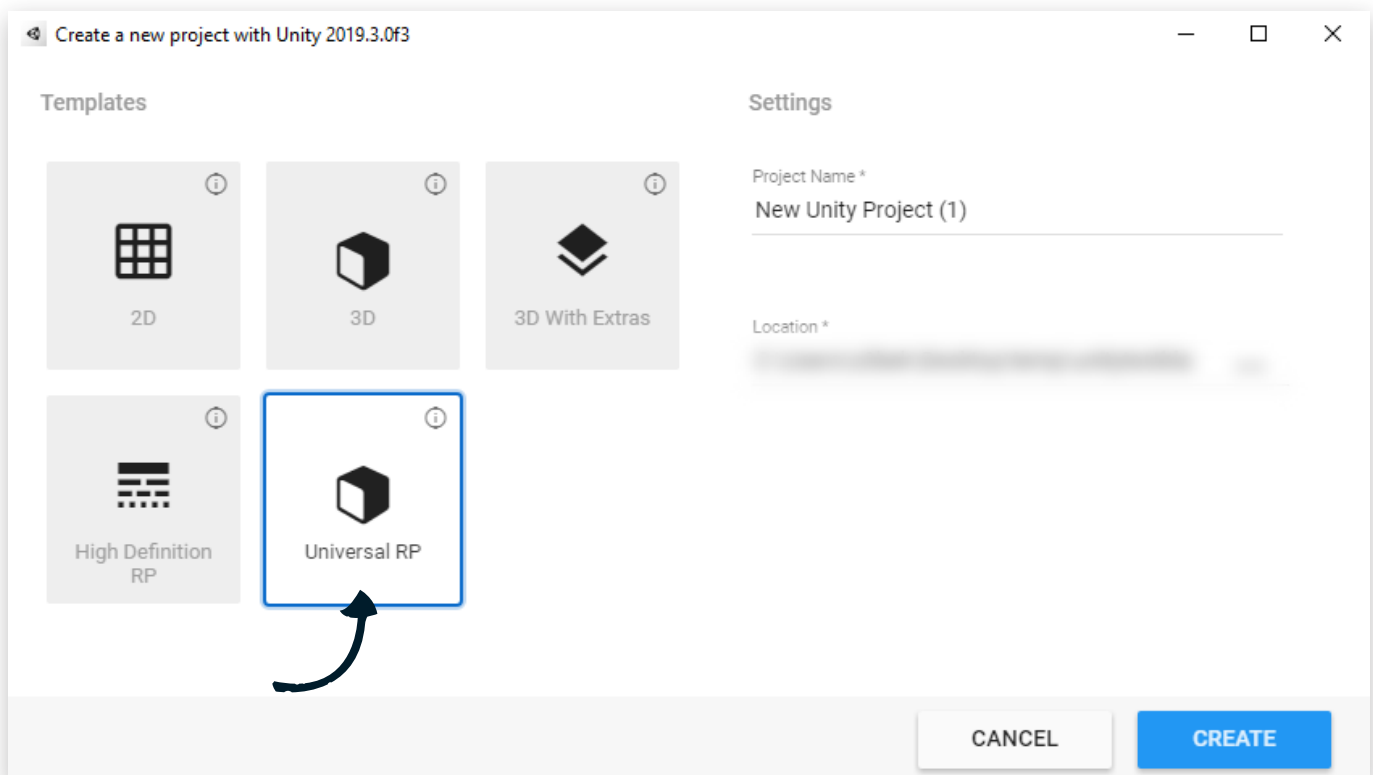 Create a new project with Unity 2019.3.0f3
Templates
Settings
2D
3D
3D With Extras
High Definition
RP
Universal RP
Project Name *
New Unity Project (1)
Location *
CANCEL
CREATE